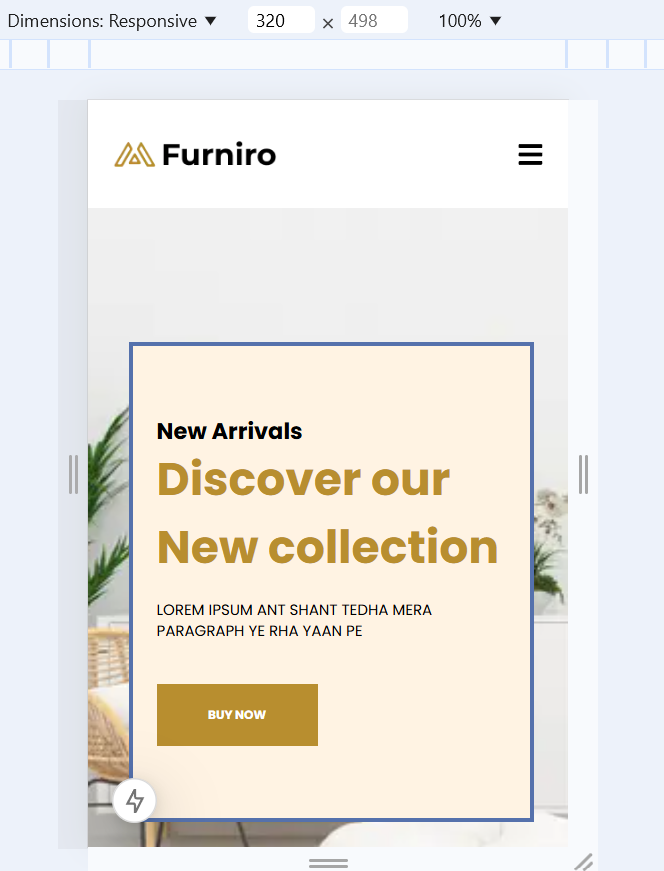 Dimensions: Responsive ▼ 320 × 498 100% ▼
Furniro
New Arrivals
Discover our
New collection
LOREM IPSUM ANT SHANT TEDHA MERA
PARAGRAPH YE RHA YAAN PE
BUY NOW